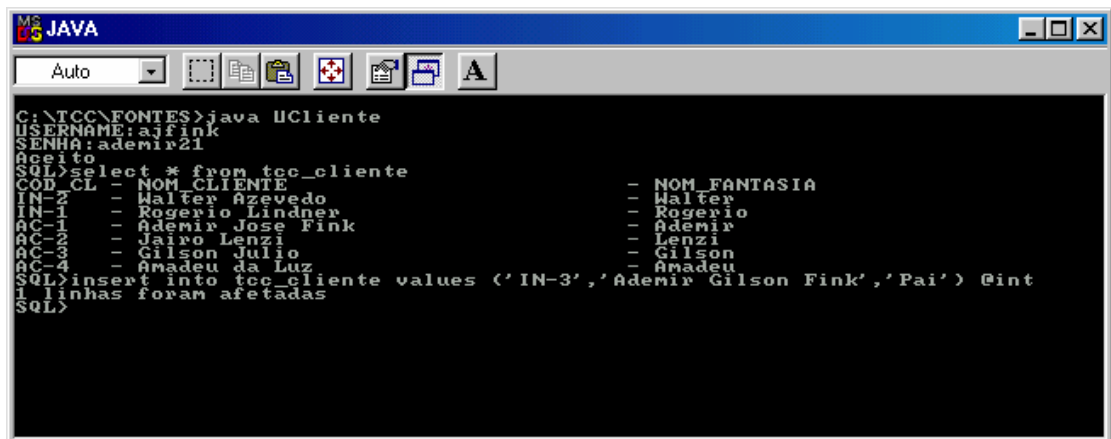 MS DOS JAVA
Auto A
C:\TCC\FONTES>java UCliente
USERNAME:ajfink
SENHA:ademir21
Aceito
SQL>select * from tcc_cliente
COD_CL - NOM_CLIENTE - NOM_FANTASIA
IN-2 - Walter Azevedo - Walter
IN-1 - Rogerio Lindner - Rogerio
AC-1 - Ademir Jose Fink - Ademir
AC-2 - Jairo Lenzi - Lenzi
AC-3 - Gilson Julio - Gilson
AC-4 - Amadeu da Luz - Amadeu
SQL>insert into tcc_cliente values ('IN-3','Ademir Gilson Fink','Pai') @int
1 linhas foram afetadas
SQL>